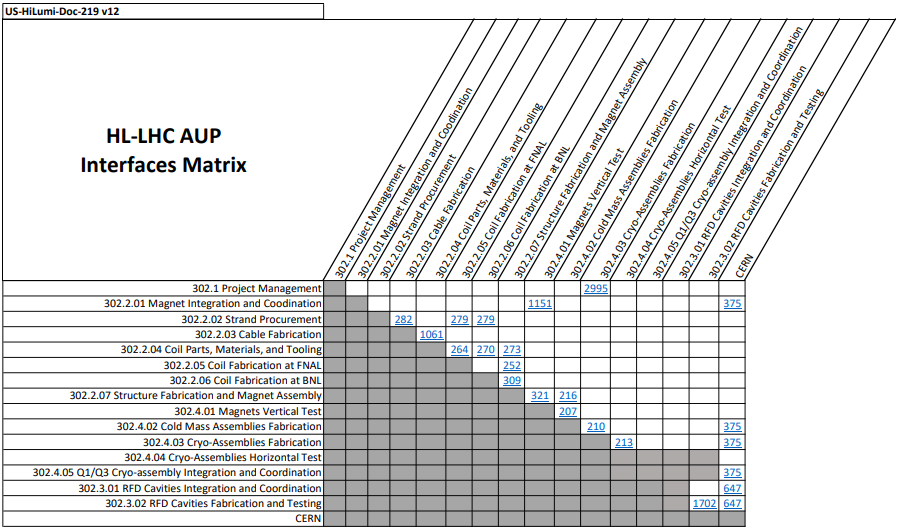 US-HiLumi-Doc-219 v12
HL-LHC AUP
Interfaces Matrix
302.1 Project Management
302.2.01 Magnet Integration and Coodination
302.2.02 Strand Procurement
302.2.03 Cable Fabrication
302.2.04 Coil Parts, Materials, and Tooling
302.2.05 Coil Fabrication at FNAL
302.2.06 Coil Fabrication at BNL
302.2.07 Structure Fabrication and Magnet Assembly
302.4.01 Magnets Vertical Test
302.4.02 Cold Mass Assemblies Fabrication
302.4.03 Cryo-Assemblies Fabrication
302.4.04 Cryo-Assemblies Horizontal Test
302.4.05 Q1/Q3 Cryo-assembly Integration and Coordination
302.3.01 RFD Cavities Integration and Coordination
302.3.02 RFD Cavities Fabrication and Testing
CERN
302.1 Project Management 2995
302.2.01 Magnet Integration and Coodination 1151 375
302.2.02 Strand Procurement 282 279 279
302.2.03 Cable Fabrication 1061
302.2.04 Coil Parts, Materials, and Tooling 264 270 273
302.2.05 Coil Fabrication at FNAL 252
302.2.06 Coil Fabrication at BNL 309
302.2.07 Structure Fabrication and Magnet Assembly 321 216
302.4.01 Magnets Vertical Test 207
302.4.02 Cold Mass Assemblies Fabrication 210 375
302.4.03 Cryo-Assemblies Fabrication 213 375
302.4.04 Cryo-Assemblies Horizontal Test
302.4.05 Q1/Q3 Cryo-assembly Integration and Coordination 375
302.3.01 RFD Cavities Integration and Coordination 647
302.3.02 RFD Cavities Fabrication and Testing 1702 647
CERN